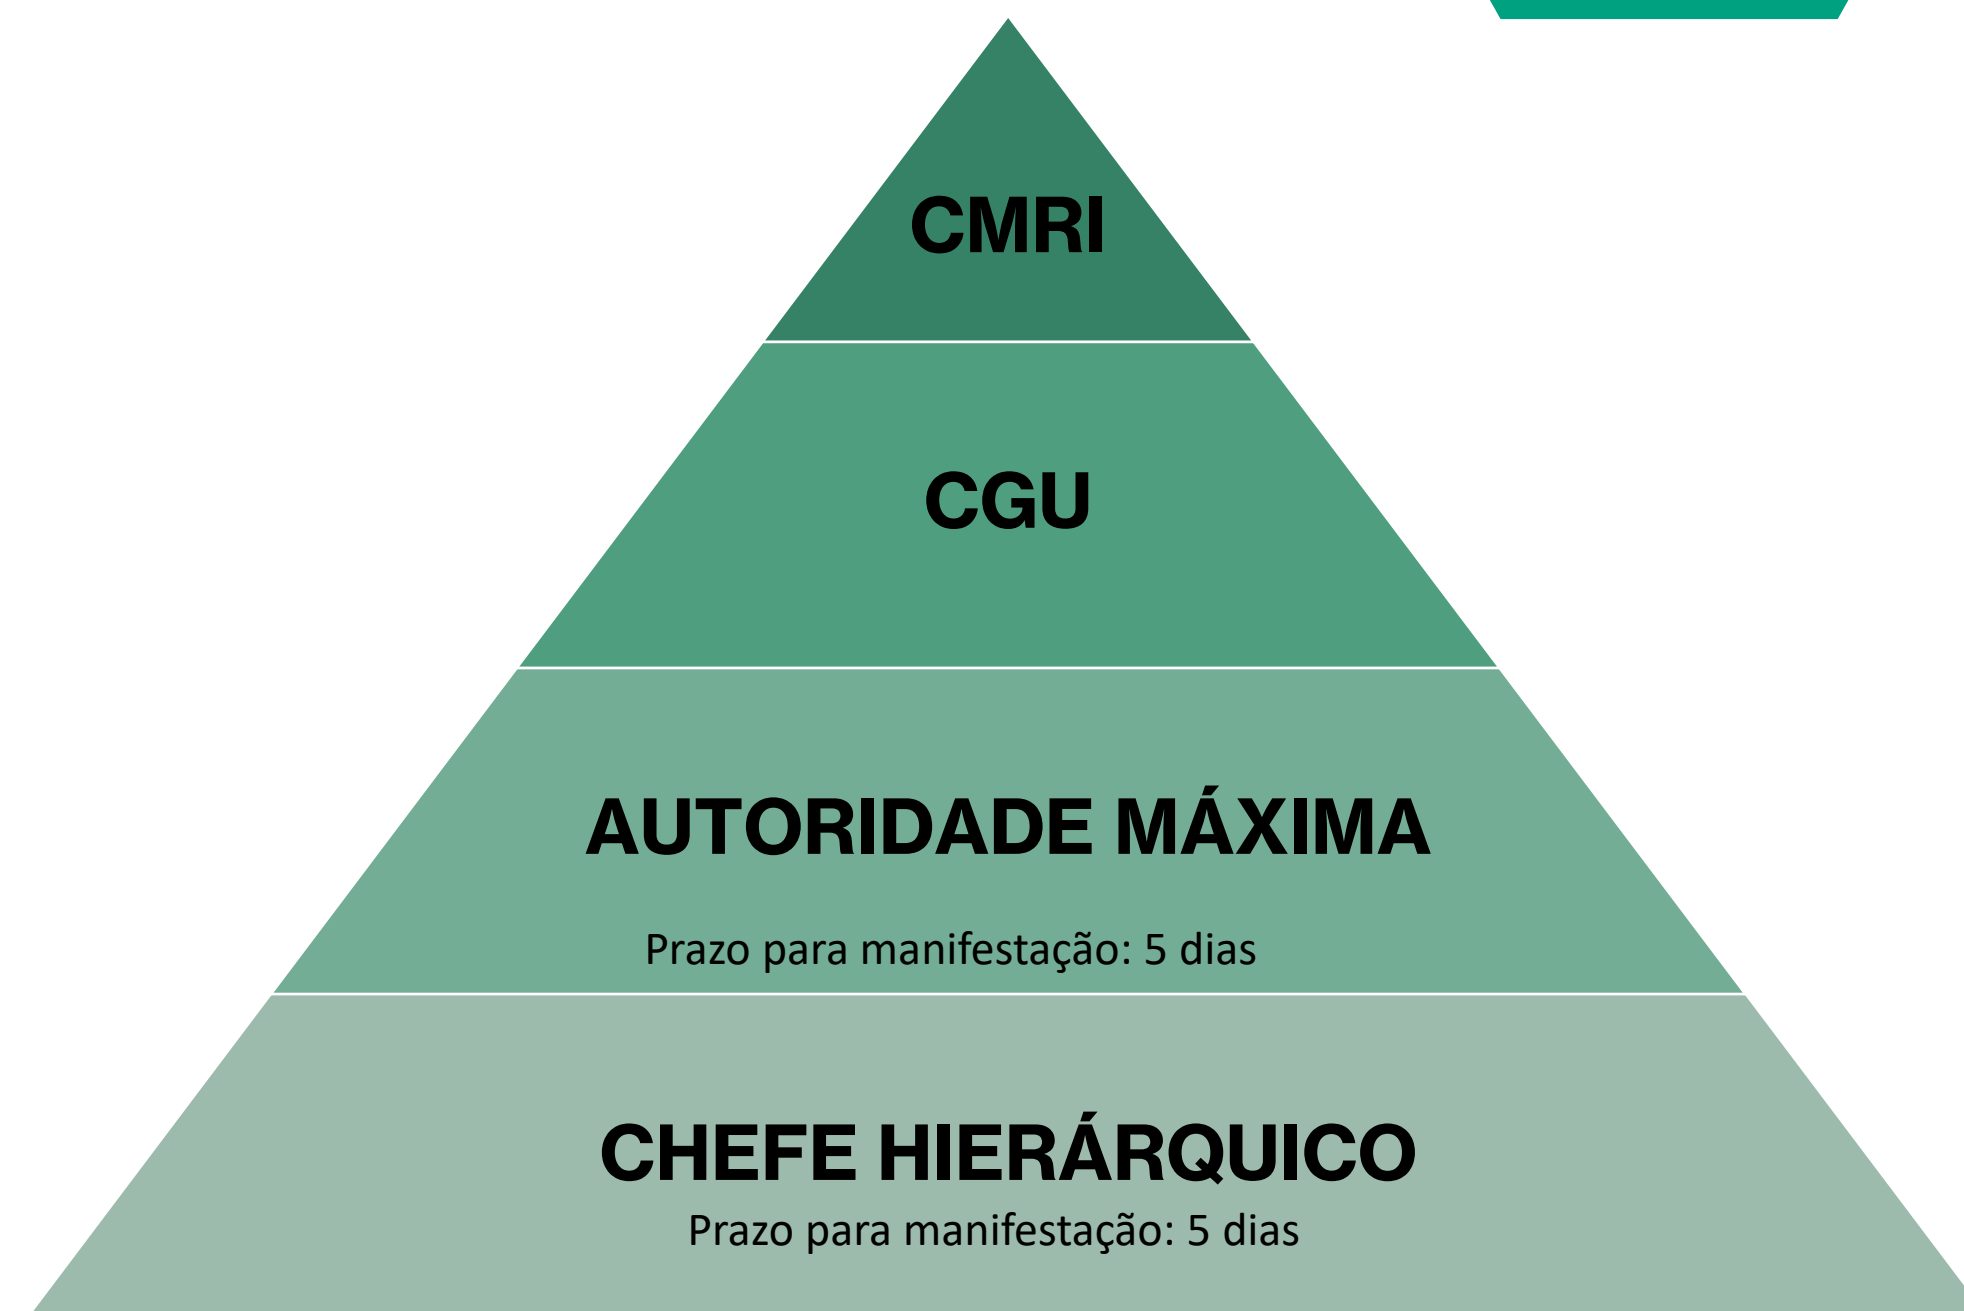 CMRI
CGU
AUTORIDADE MÁXIMA
Prazo para manifestação: 5 dias
CHEFE HIERÁRQUICO
Prazo para manifestação: 5 dias